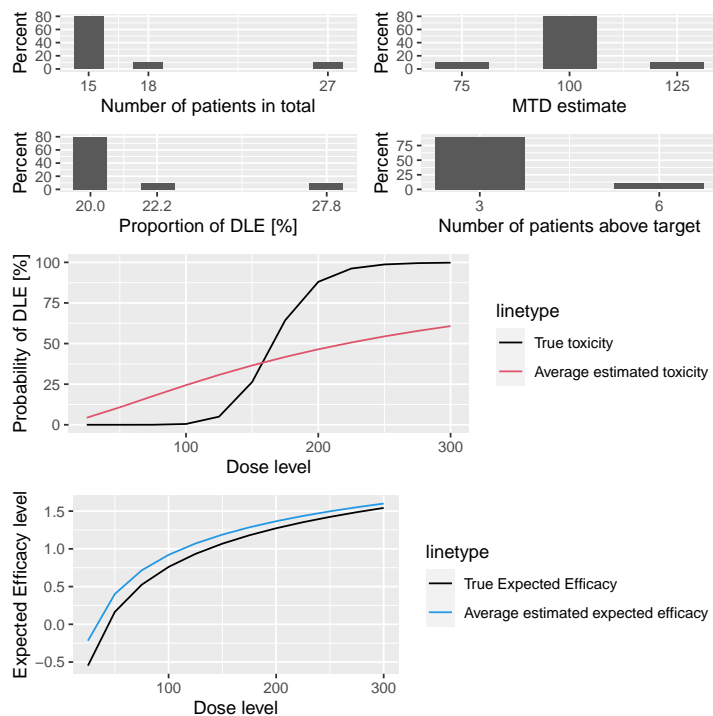 Percent
80
60
40
20
0
15
18
27
Number of patients in total
Percent
80
60
40
20
0
75
100
125
MTD estimate
Percent
80
60
40
20
0
20.0
22.2
27.8
Proportion of DLE [%]
Percent
75
50
25
0
3
6
Number of patients above target
Probability of DLE [%]
100
75
50
25
0
100
200
300
Dose level
linetype
True toxicity
Average estimated toxicity
Expected Efficacy level
1.5
1.0
0.5
0.0
−0.5
100
200
300
Dose level
linetype
True Expected Efficacy
Average estimated expected efficacy